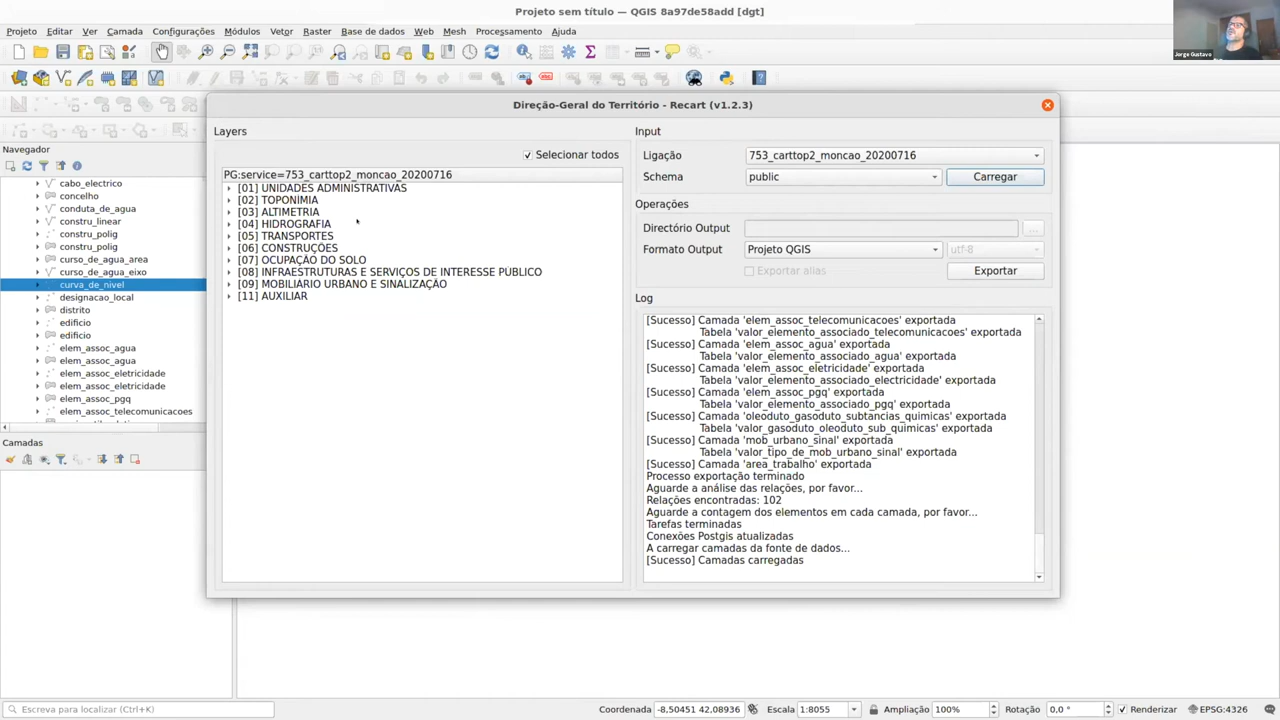 Projeto sem título — QGIS 8a97de58add [dgt]
Projeto Editar Ver Camada Configurações Módulos Vetor Raster Base de dados Web Mesh Processamento Ajuda
Jorge Gustavo
Navegador
cabo_electrico
concelho
conduta_de_agua
constru_linear
constru_polig
constru_polig
curso_de_agua_area
curso_de_agua_eixo
curva_de_nivel
designacao_local
distrito
edificio
edificio
elem_assoc_agua
elem_assoc_agua
elem_assoc_eletricidade
elem_assoc_eletricidade
elem_assoc_pgq
elem_assoc_telecomunicacoes
Camadas
Direção-Geral do Território - Recart (v1.2.3)
Layers
Selecionar todos
PG:service=753_carttop2_moncao_20200716
[01] UNIDADES ADMINISTRATIVAS
[02] TOPONIMIA
[03] ALTIMETRIA
[04] HIDROGRAFIA
[05] TRANSPORTES
[06] CONSTRUÇÕES
[07] OCUPAÇÃO DO SOLO
[08] INFRAESTRUTURAS E SERVIÇOS DE INTERESSE PÚBLICO
[09] MOBILIARIO URBANO E SINALIZAÇÃO
[11] AUXILIAR
Input
Ligação 753_carttop2_moncao_20200716
Schema public Carregar
Operações
Directório Output ...
Formato Output Projeto QGIS utf-8
Exportar alias Exportar
Log
[Sucesso] Camada 'elem_assoc_telecomunicacoes' exportada
Tabela 'valor_elemento_associado_telecomunicacoes' exportada
[Sucesso] Camada 'elem_assoc_agua' exportada
Tabela 'valor_elemento_associado_agua' exportada
[Sucesso] Camada 'elem_assoc_eletricidade' exportada
Tabela 'valor_elemento_associado_electricidade' exportada
[Sucesso] Camada 'elem_assoc_pgq' exportada
Tabela 'valor_elemento_associado_pgq' exportada
[Sucesso] Camada 'oleoduto_gasoduto_subtancias_quimicas' exportada
Tabela 'valor_gasoduto_oleoduto_sub_quimicas' exportada
[Sucesso] Camada 'mob_urbano_sinal' exportada
Tabela 'valor_tipo_de_mob_urbano_sinal' exportada
[Sucesso] Camada 'area_trabalho' exportada
Processo exportação terminado
Aguarde a análise das relações, por favor...
Relações encontradas: 102
Aguarde a contagem dos elementos em cada camada, por favor...
Tarefas terminadas
Conexões Postgis atualizadas
A carregar camadas da fonte de dados...
[Sucesso] Camadas carregadas
Escreva para localizar (Ctrl+K) Coordenada -8,50451 42,08936 Escala 1:8055 Ampliação 100% Rotação 0,0 ° Renderizar EPSG:4326